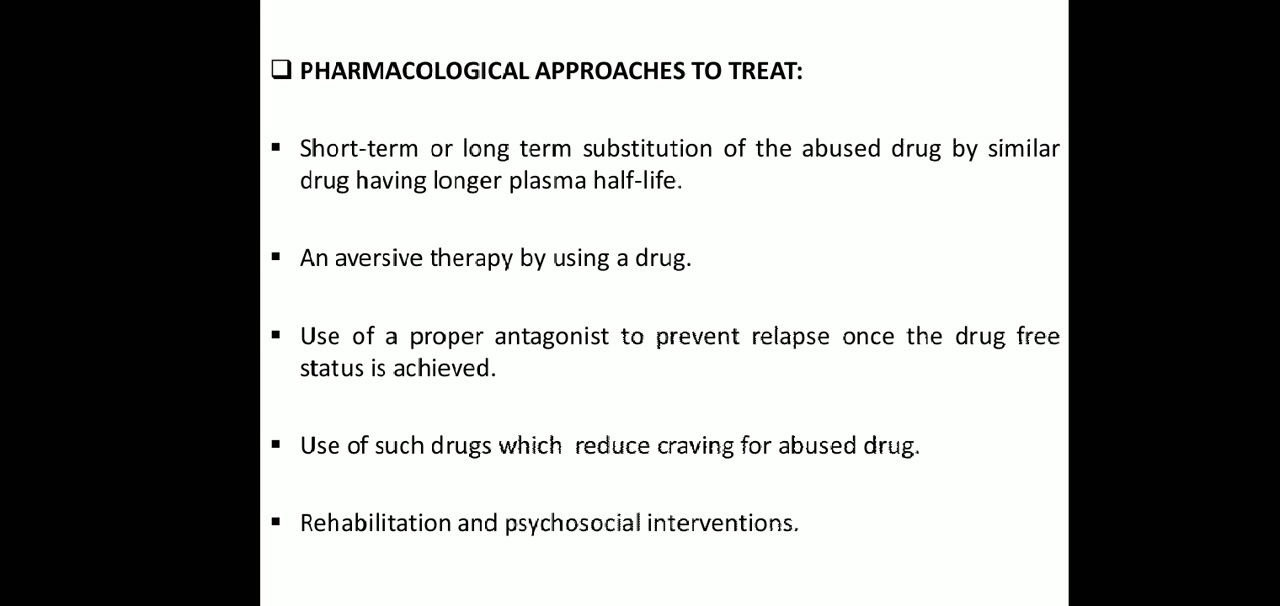 ❑ PHARMACOLOGICAL APPROACHES TO TREAT:
▪ Short-term or long term substitution of the abused drug by similar
drug having longer plasma half-life.
▪ An aversive therapy by using a drug.
▪ Use of a proper antagonist to prevent relapse once the drug free
status is achieved.
▪ Use of such drugs which reduce craving for abused drug.
▪ Rehabilitation and psychosocial interventions.